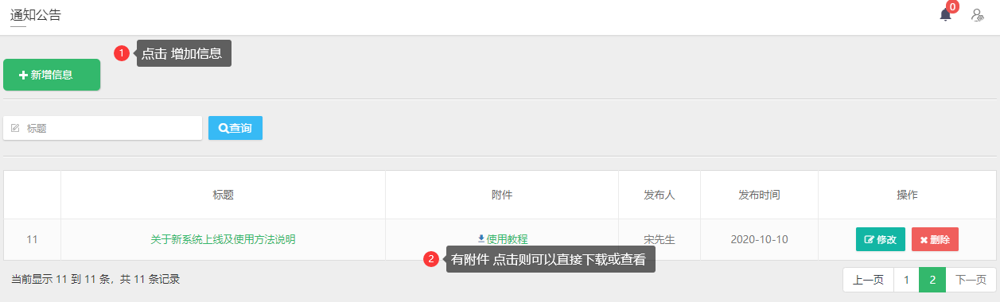 通知公告
0
1 点击 增加信息
新增信息
标题
查询
标题 附件 发布人 发布时间 操作
11 关于新系统上线及使用方法说明 使用教程 宋先生 2020-10-10 修改 删除
2 有附件 点击则可以直接下载或查看
当前显示 11 到 11 条，共 11 条记录
上一页 1 2 下一页